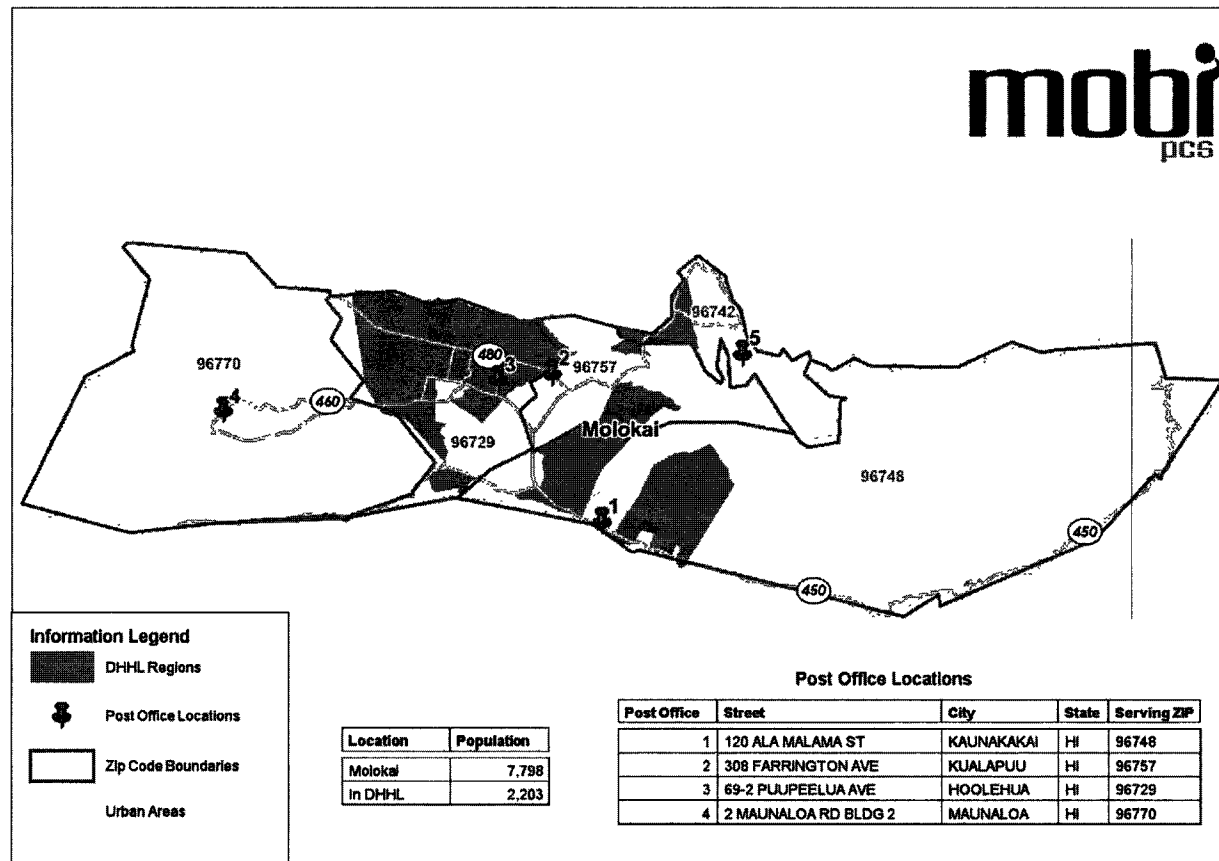 mobi
pcs
96742
5
480
3
2
96757
96770
4
460
96729
Molokai
96748
1
450
450
Information Legend
DHHL Regions
Post Office Locations
Zip Code Boundaries
Urban Areas
Location Population
Molokai 7,798
In DHHL 2,203
Post Office Locations
Post Office Street City State Serving ZIP
1 120 ALA MALAMA ST KAUNAKAKAI HI 96748
2 308 FARRINGTON AVE KUALAPUU HI 96757
3 69-2 PUUPEELUA AVE HOOLEHUA HI 96729
4 2 MAUNALOA RD BLDG 2 MAUNALOA HI 96770